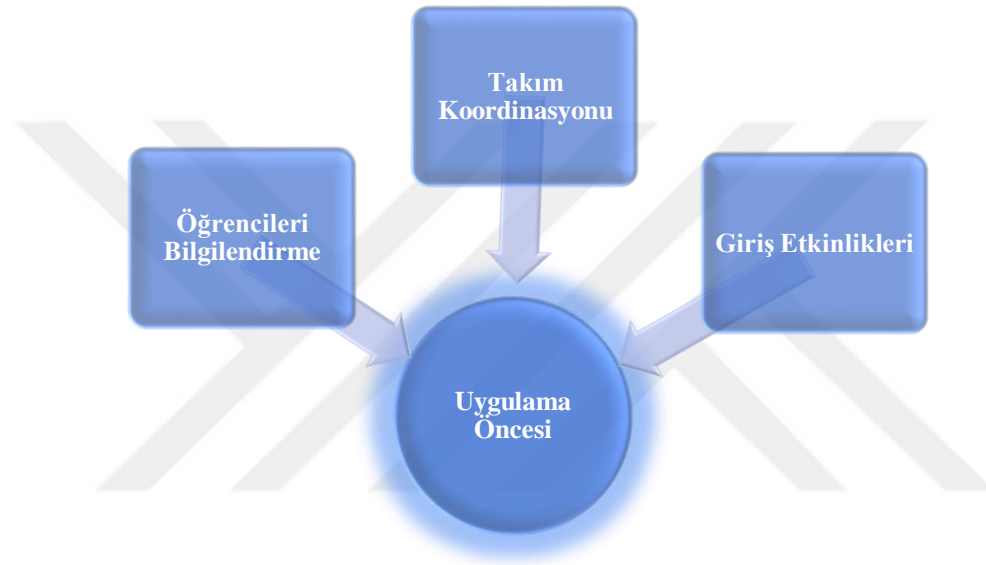 Takım
Koordinasyonu
Öğrencileri
Bilgilendirme
Giriş Etkinlikleri
Uygulama
Öncesi